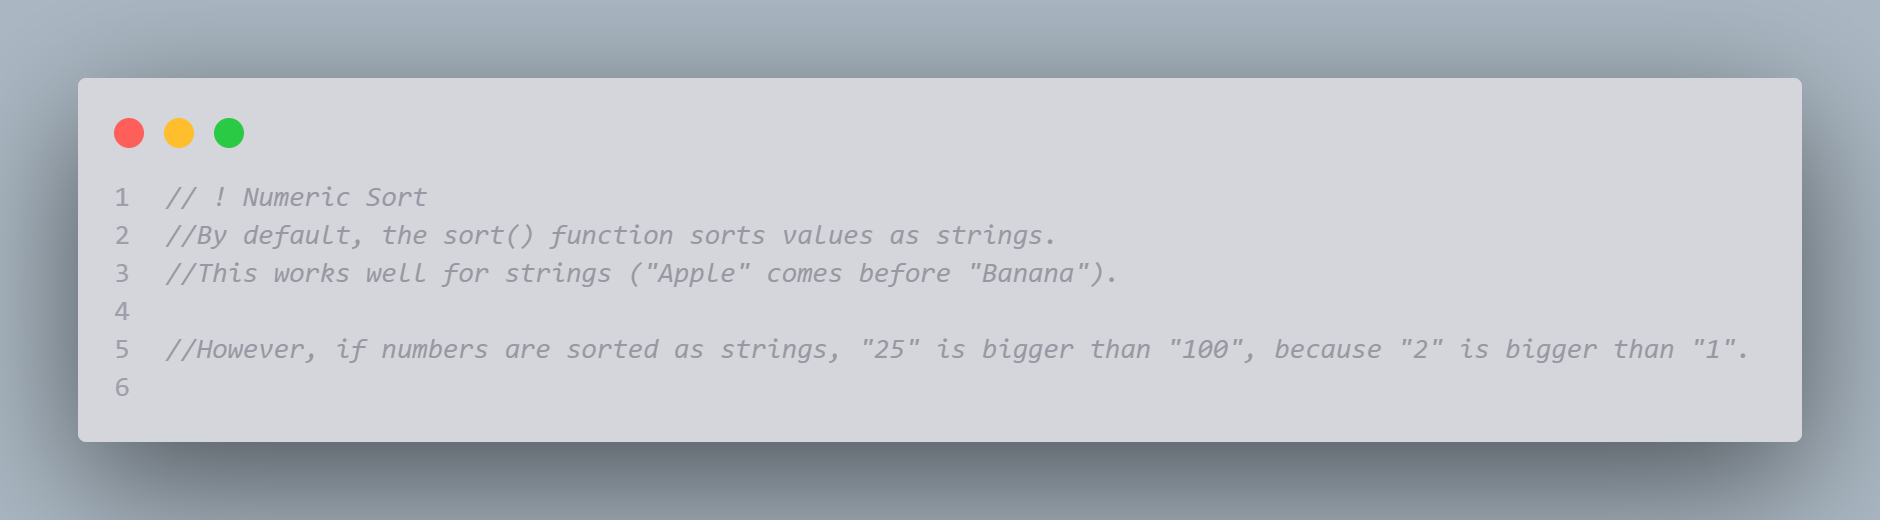 1 // ! Numeric Sort
2 //By default, the sort() function sorts values as strings.
3 //This works well for strings ("Apple" comes before "Banana").
4
5 //However, if numbers are sorted as strings, "25" is bigger than "100", because "2" is bigger than "1".
6